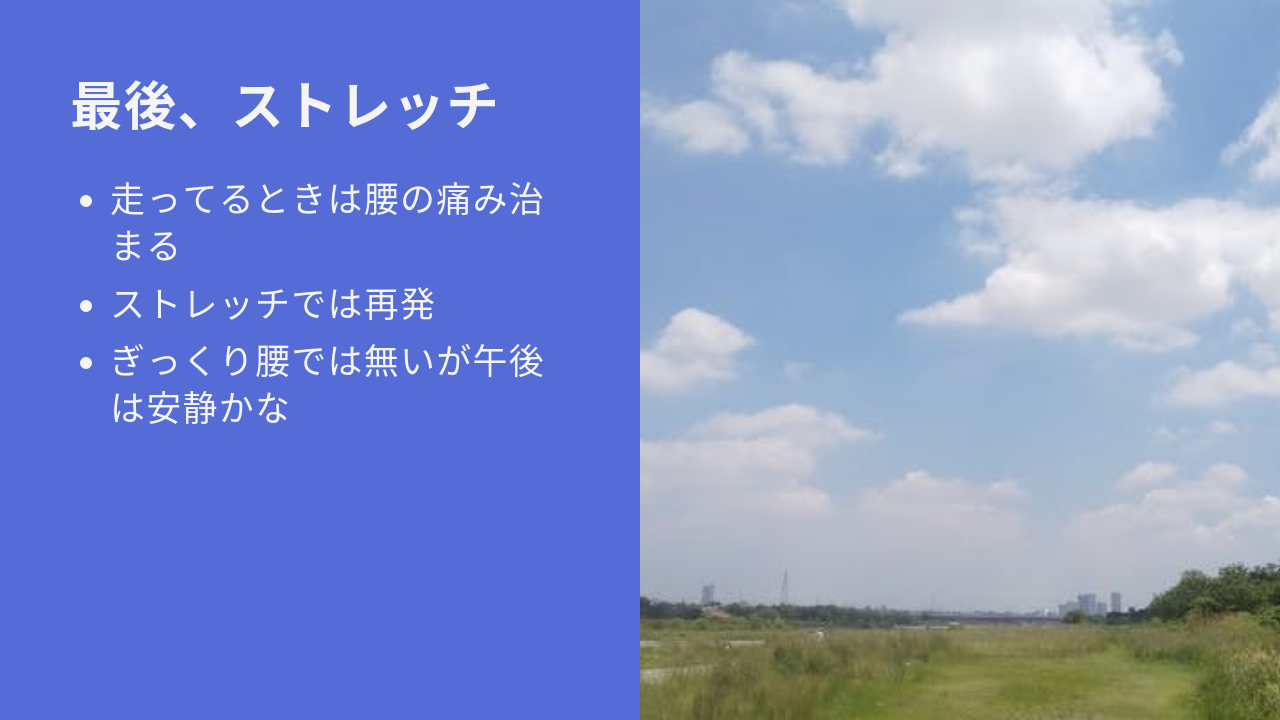 最後、ストレッチ
• 走ってるときは腰の痛み治
まる
• ストレッチでは再発
• ぎっくり腰では無いが午後
は安静かな